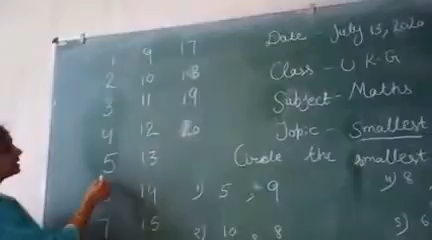 1 9 17 Date - July 13, 2020
2 10 18 Class - U K-G
3 11 19 Subject - Maths
4 12 20 Topic - Smallest
5 13 Circle the smallest
14 1) 5 , 9 4) 8
7 15 2) 10 , 8 5) 6